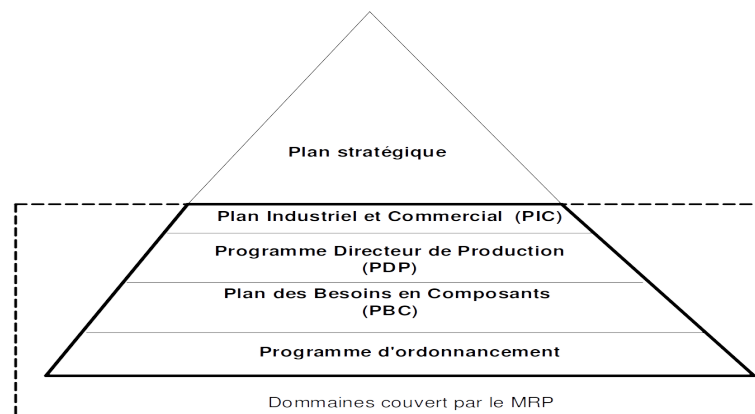 Plan stratégique
Plan Industriel et Commercial (PIC)
Programme Directeur de Production
(PDP)
Plan des Besoins en Composants
(PBC)
Programme d'ordonnancement
Dommaines couvert par le MRP